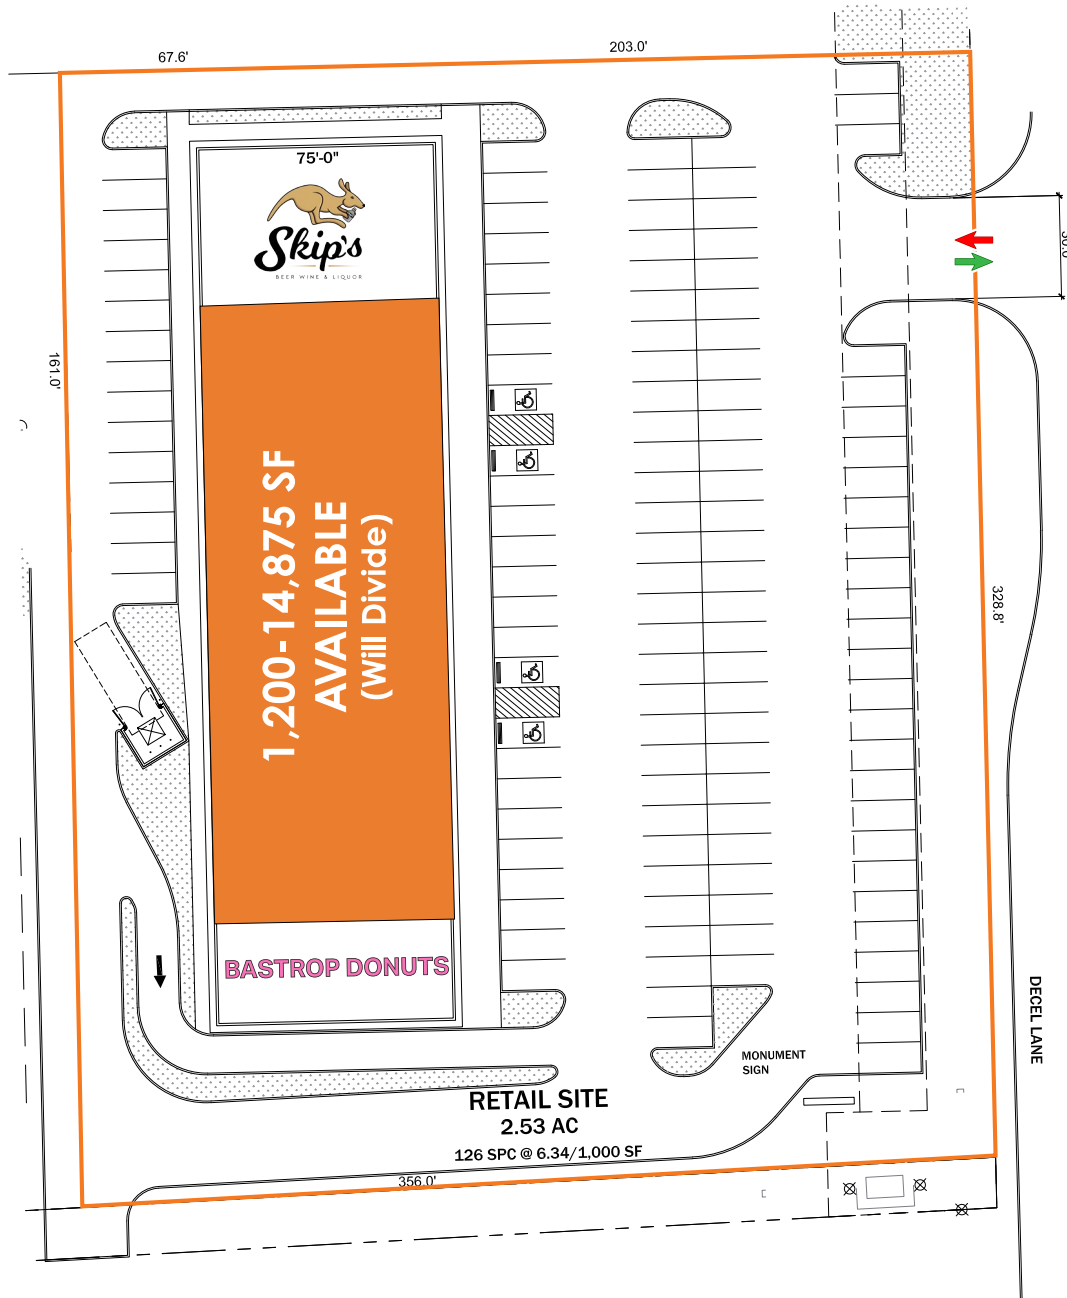 67.6'
203.0'
75'-0"
Skip's
BEER WINE & LIQUOR
161.0'
1,200-14,875 SF
AVAILABLE
(Will Divide)
328.8'
BASTROP DONUTS
DECEL LANE
MONUMENT
SIGN
RETAIL SITE
2.53 AC
126 SPC @ 6.34/1,000 SF
356.0'